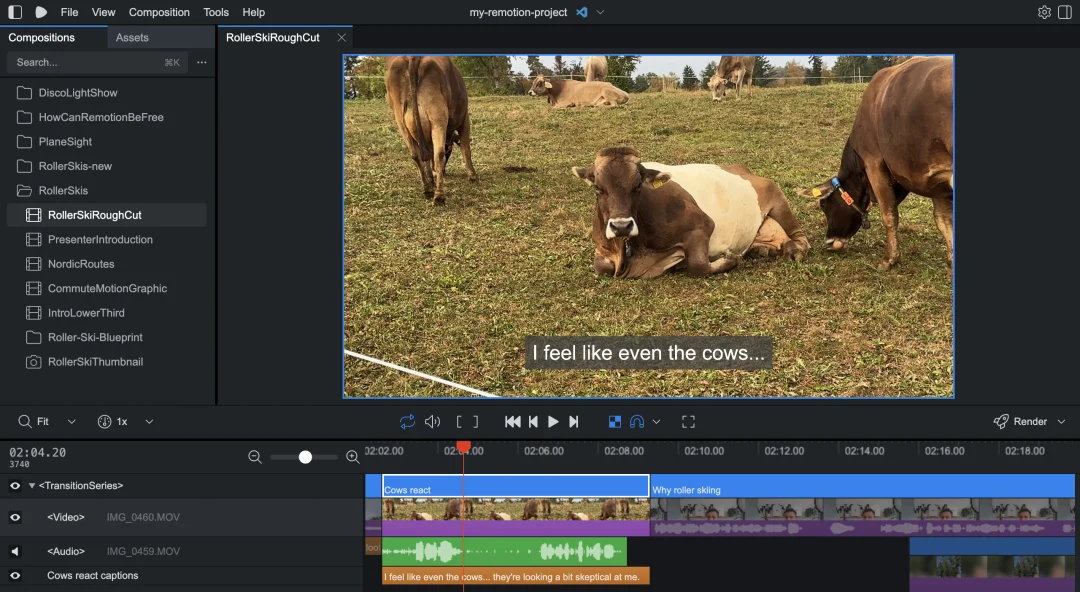 File View Composition Tools Help
my-remotion-project
Compositions
Assets
RollerSkiRoughCut
Search...
⌘K
DiscoLightShow
HowCanRemotionBeFree
PlaneSight
RollerSkis-new
RollerSkis
RollerSkiRoughCut
PresenterIntroduction
NordicRoutes
CommuteMotionGraphic
IntroLowerThird
Roller-Ski-Blueprint
RollerSkiThumbnail
I feel like even the cows...
Fit
1x
Render
02:04.20
3740
02:02.00 02:04.00 02:06.00 02:08.00 02:10.00 02:12.00 02:14.00 02:16.00 02:18.00
<TransitionSeries>
Cows react
Why roller skiing
<Video> IMG_0460.MOV
<Audio> IMG_0459.MOV
Cows react captions
I feel like even the cows... they're looking a bit skeptical at me.